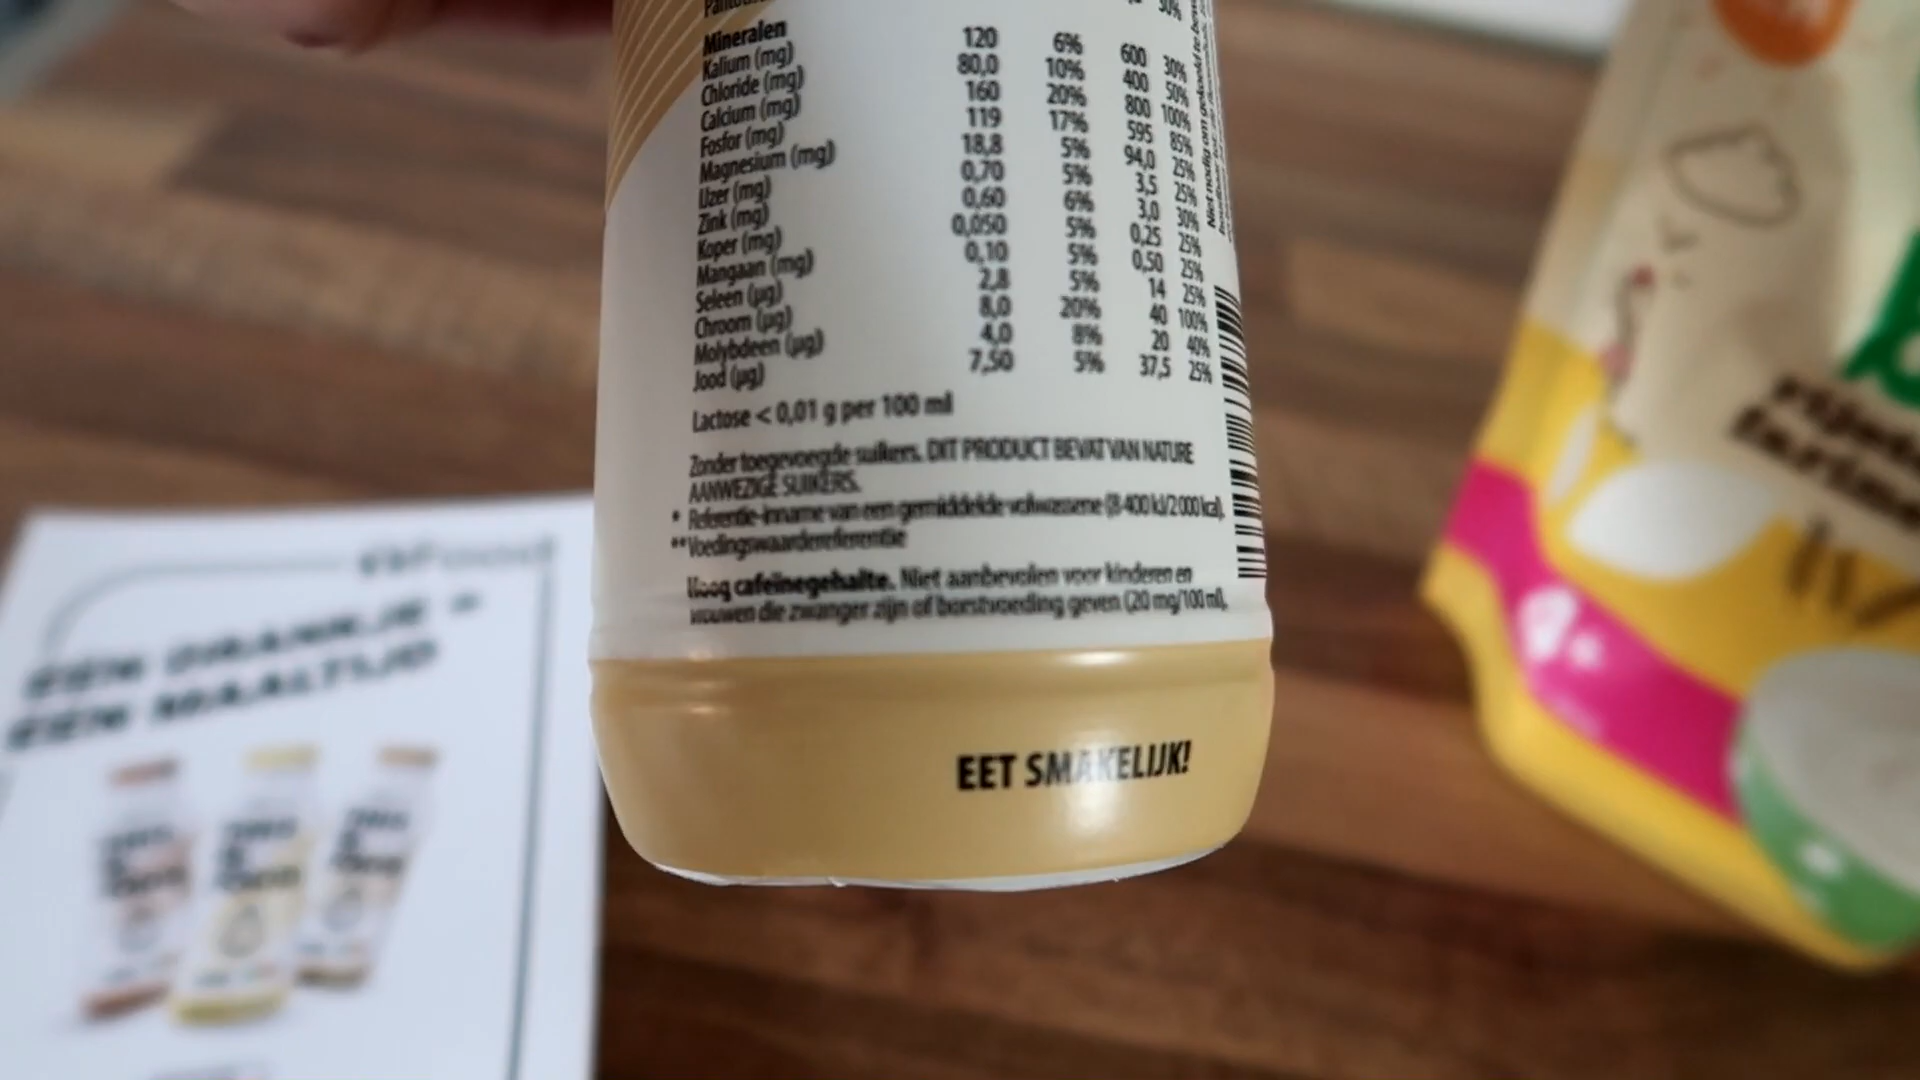 30%
Mineralen
Kalium (mg) 120 6% 600 30%
Chloride (mg) 80,0 10% 400 50%
Calcium (mg) 160 20% 800 100%
Fosfor (mg) 119 17% 595 85%
Magnesium (mg) 18,8 5% 94,0 25%
IJzer (mg) 0,70 5% 3,5 25%
Zink (mg) 0,60 6% 3,0 30%
Koper (mg) 0,050 5% 0,25 25%
Mangaan (mg) 0,10 5% 0,50 25%
Seleen (µg) 2,8 5% 14 25%
Chroom (µg) 8,0 20% 40 100%
Molybdeen (µg) 4,0 8% 20 40%
Jood (µg) 7,50 5% 37,5 25%
Lactose < 0,01 g per 100 ml
Zonder toegevoegde suikers. DIT PRODUCT BEVAT VAN NATURE
AANWEZIGE SUIKERS.
* Referentie-inname van een gemiddelde volwassene (8 400 kJ/2 000 kcal).
** Voedingswaardereferentie
Hoog cafeïnegehalte. Niet aanbevolen voor kinderen en
vrouwen die zwanger zijn of borstvoeding geven (20 mg/100 ml).
EET SMAKELIJK!
Niet nodig om gekoeld te
EEN DRANKJE =
EEN MAALTIJD